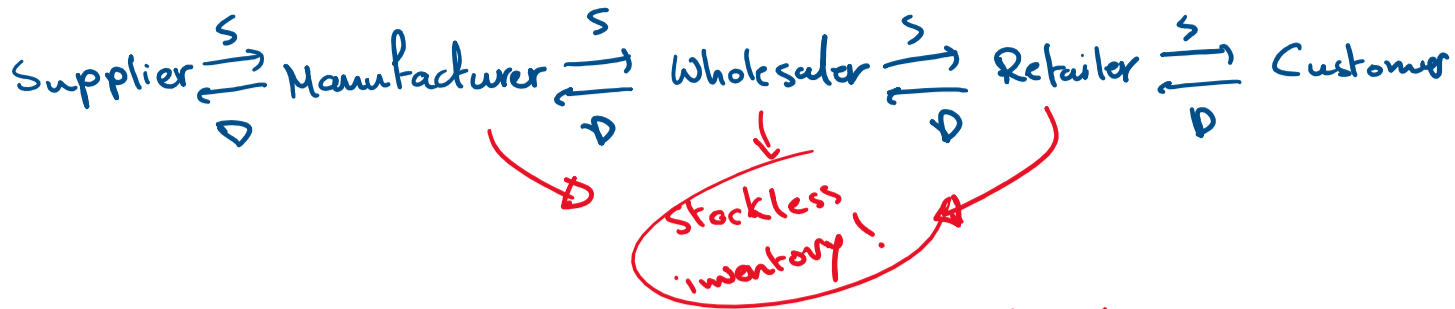 S S S S
Supplier Manufacturer Wholesaler Retailer Customer
D D D D
Stockless
inventory!